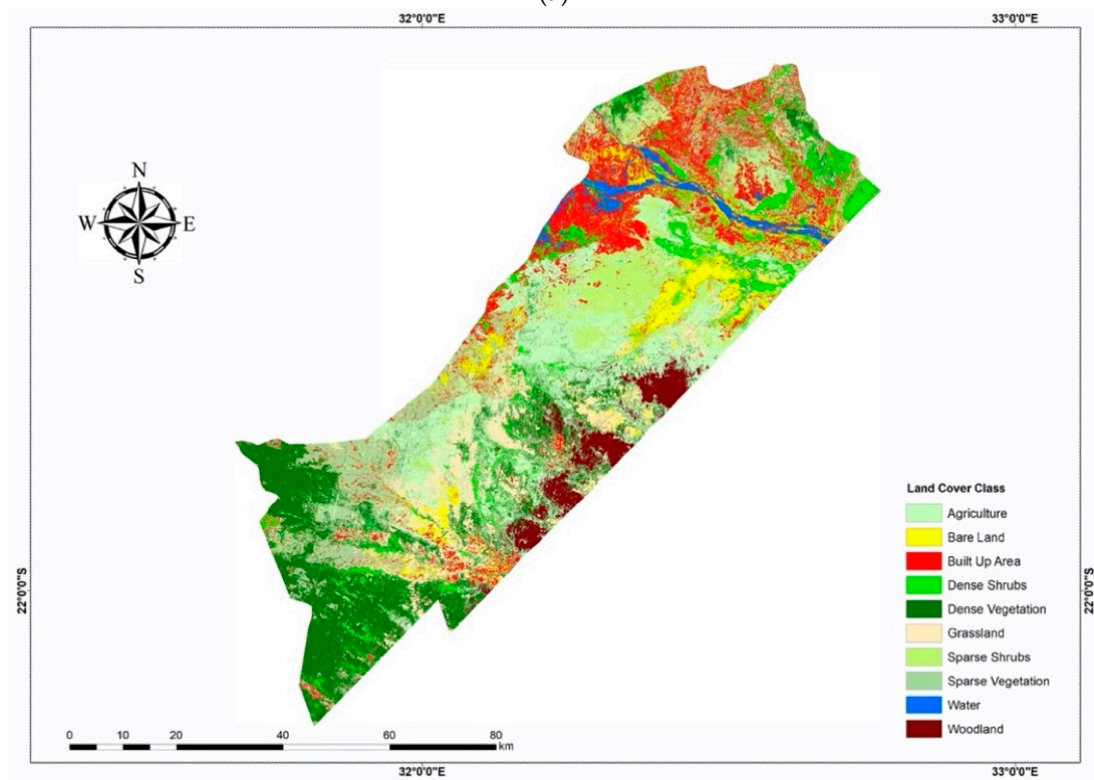 32°0'0"E
33°0'0"E
N
W
E
S
22°0'0"S
22°0'0"S
Land Cover Class
Agriculture
Bare Land
Built Up Area
Dense Shrubs
Dense Vegetation
Grassland
Sparse Shrubs
Sparse Vegetation
Water
Woodland
0 10 20 40 60 80
km
32°0'0"E
33°0'0"E